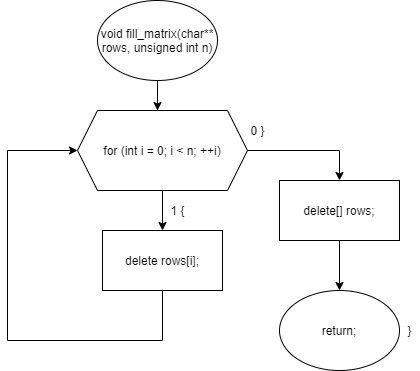 void fill_matrix(char**
rows, unsigned int n)
for (int i = 0; i < n; ++i)
0 }
1 {
delete rows[i];
delete[] rows;
return;
}